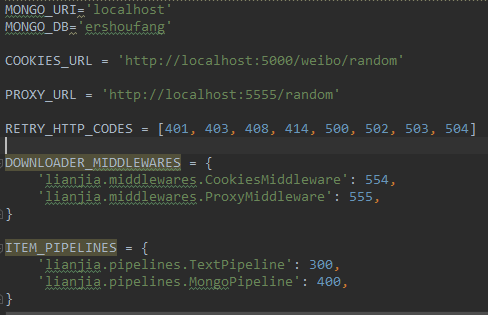 MONGO_URI='localhost'
MONGO_DB='ershoufang'
COOKIES_URL = 'http://localhost:5000/weibo/random'
PROXY_URL = 'http://localhost:5555/random'
RETRY_HTTP_CODES = [401, 403, 408, 414, 500, 502, 503, 504]
DOWNLOADER_MIDDLEWARES = {
'lianjia.middlewares.CookiesMiddleware': 554,
'lianjia.middlewares.ProxyMiddleware': 555,
}
ITEM_PIPELINES = {
'lianjia.pipelines.TextPipeline': 300,
'lianjia.pipelines.MongoPipeline': 400,
}